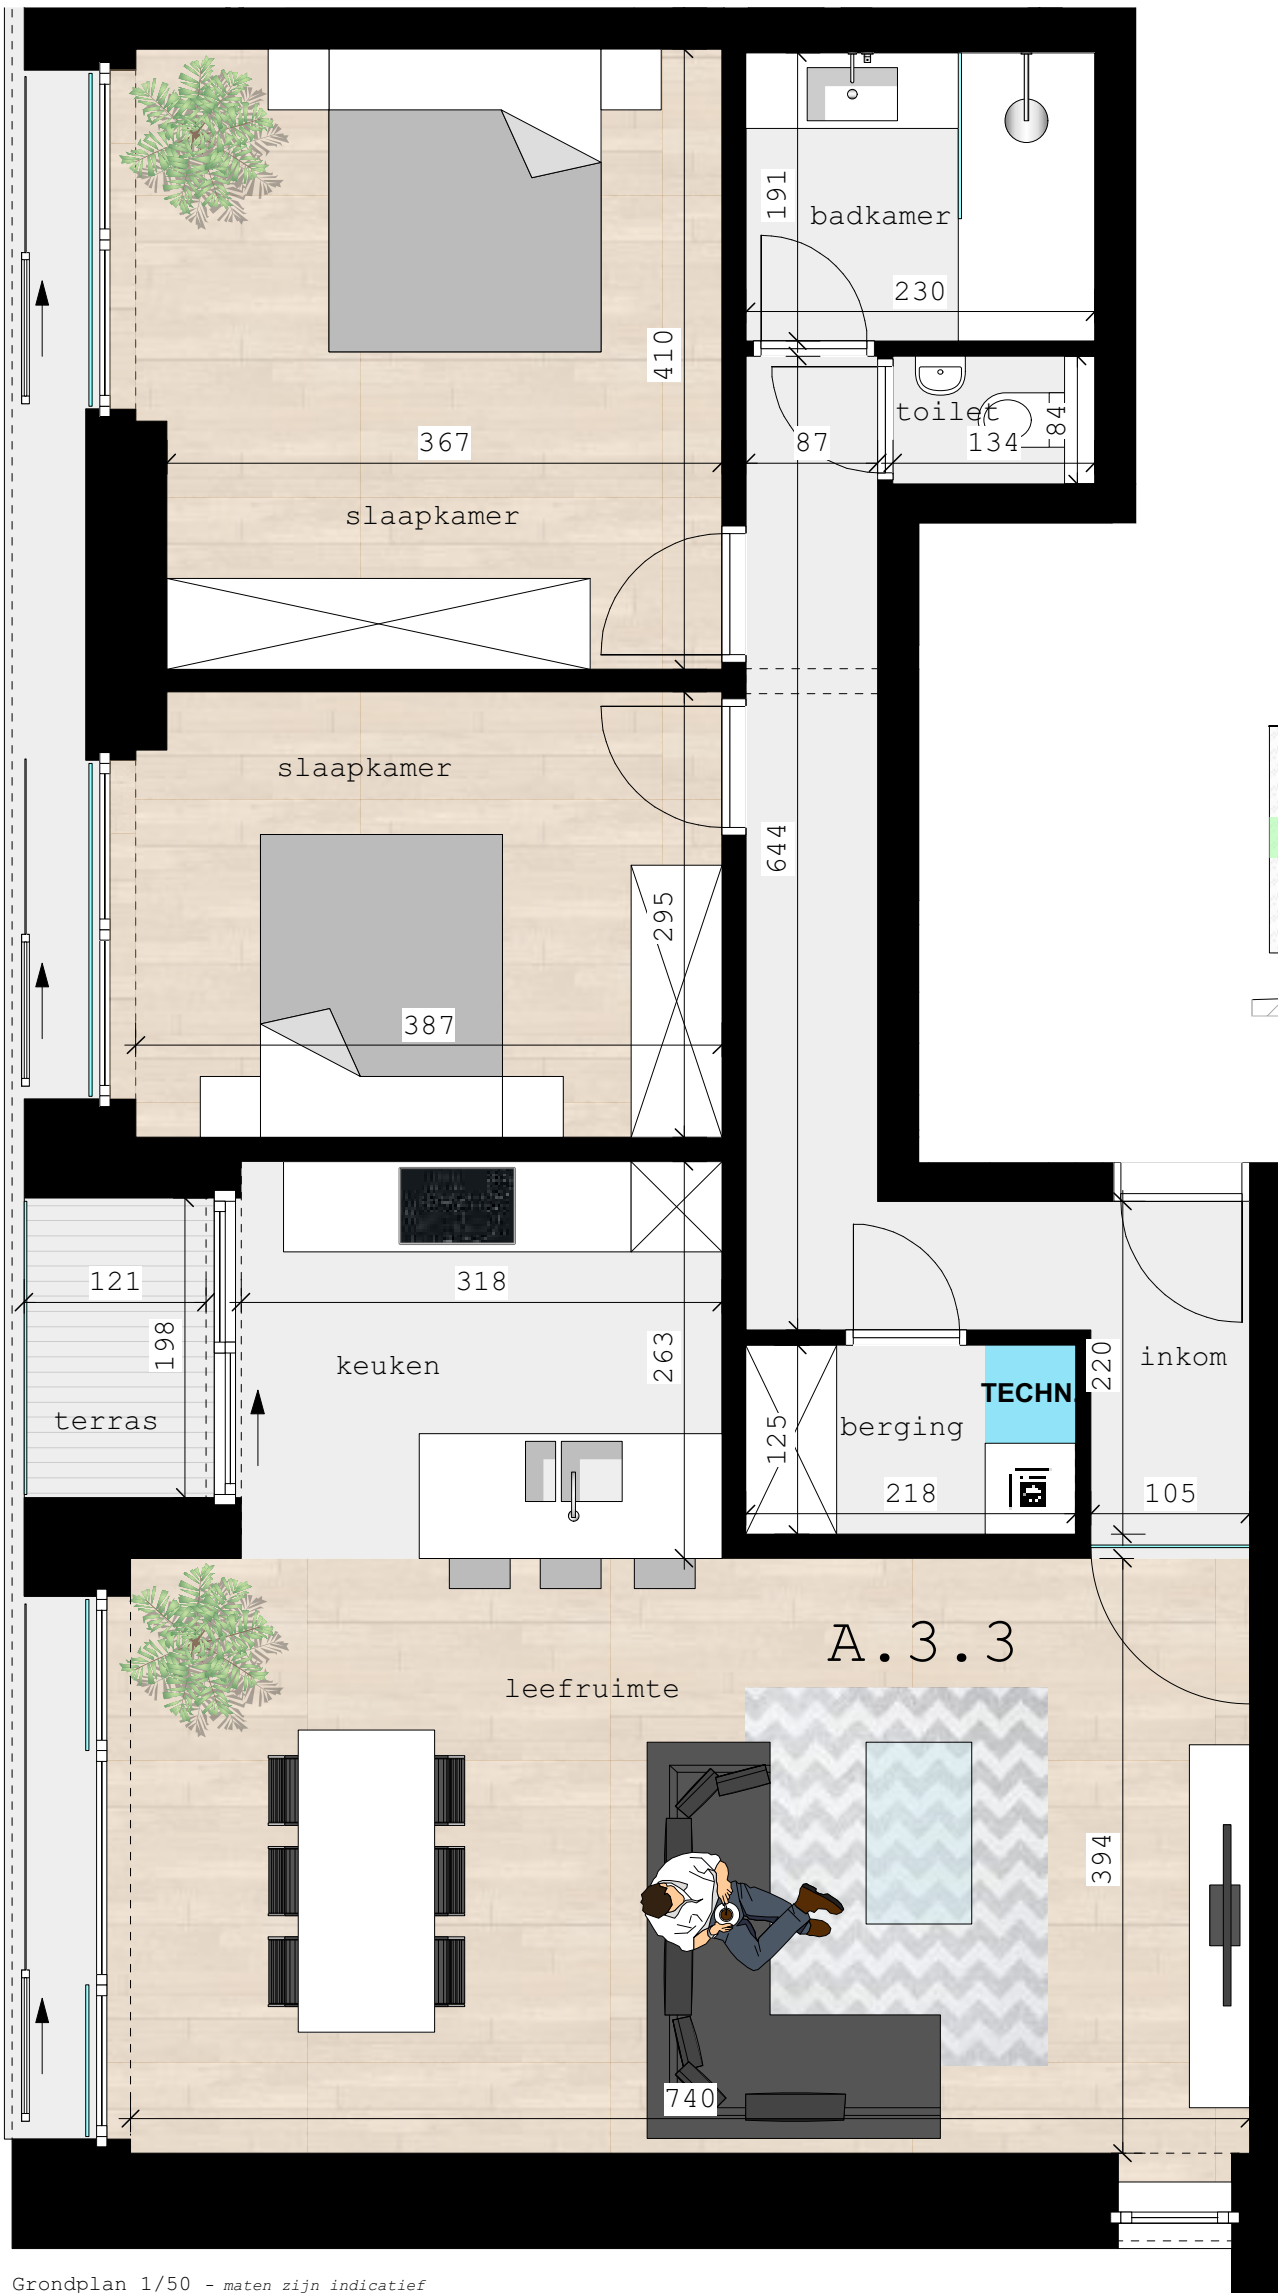 191
badkamer
230
410
toilet
84
367
87
134
slaapkamer
slaapkamer
644
295
387
121
318
198
263
keuken
220
inkom
TECHN.
terras
125
berging
218
105
A.3.3
leefruimte
394
740
Grondplan 1/50 - maten zijn indicatief